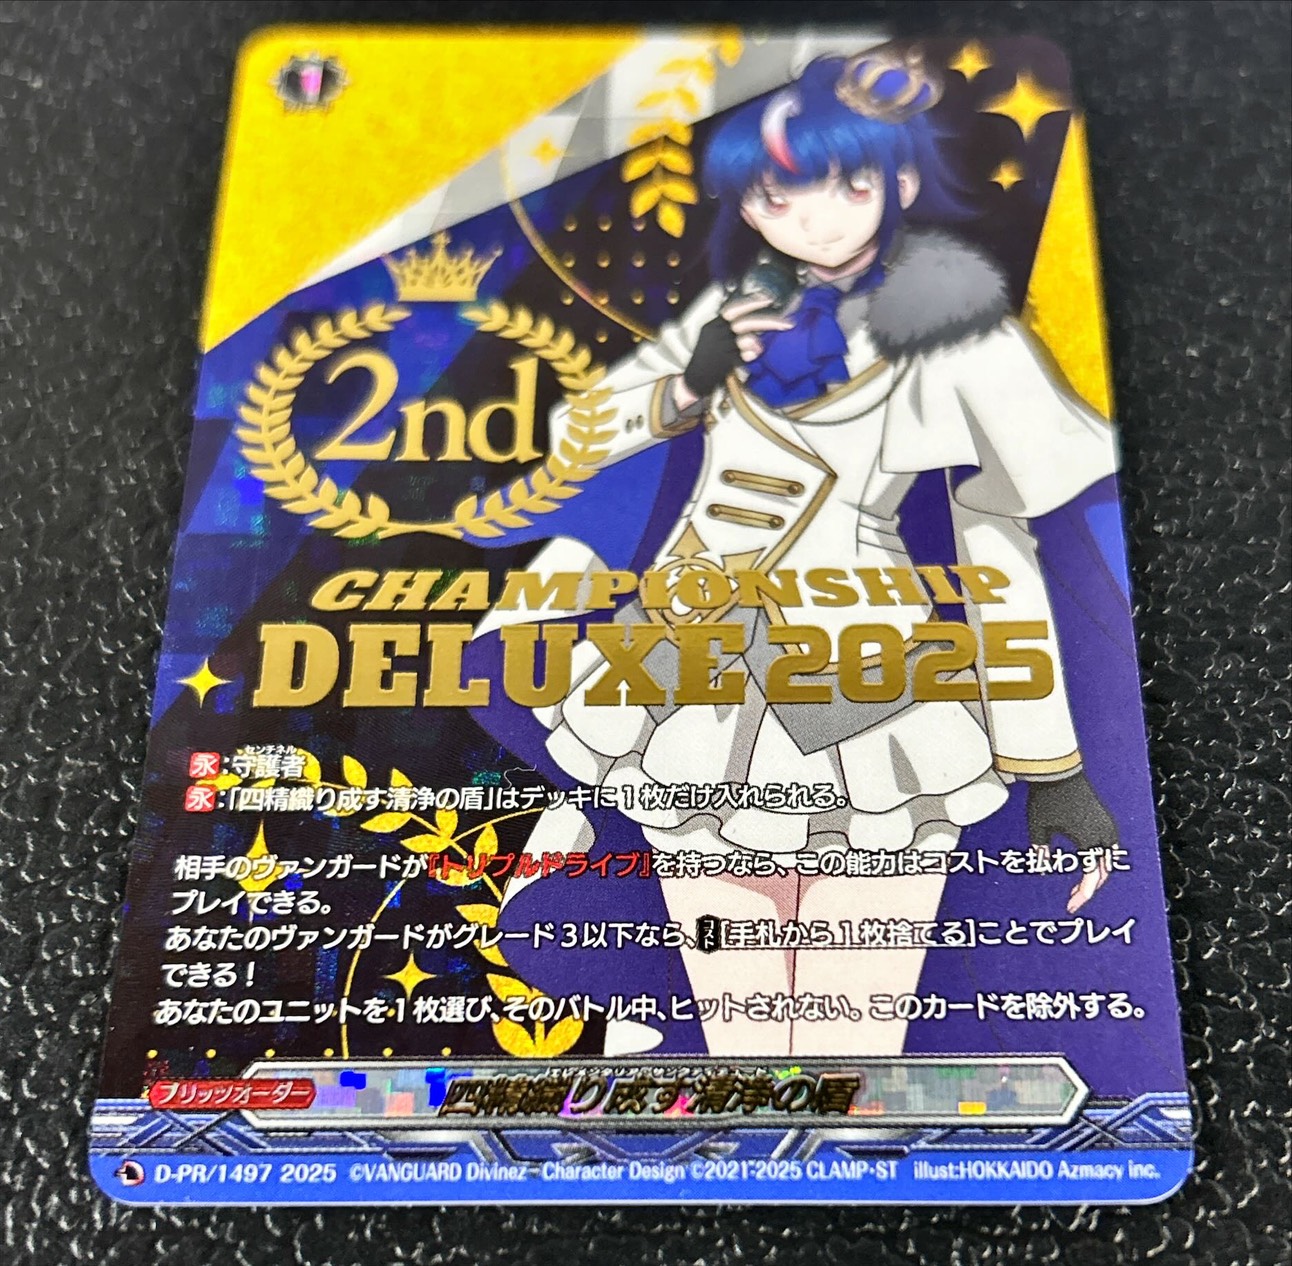 1
2nd
CHAMPIONSHIP
DELUXE 2025
センチネル
永:守護者
永:「四精織り成す清浄の盾」はデッキに1枚だけ入れられる。
相手のヴァンガードが『トリプルドライブ』を持つなら、この能力はコストを払わずに
プレイできる。
あなたのヴァンガードがグレード3以下なら、コスト[手札から1枚捨てる]ことでプレイ
できる!
あなたのユニットを1枚選び、そのバトル中、ヒットされない。このカードを除外する。
ブリッツオーダー
四精織り成す清浄の盾
D-PR/1497 2025 ©VANGUARD Divinez - Character Design ©2021-2025 CLAMP・ST illust:HOKKAIDO Azmacy inc.